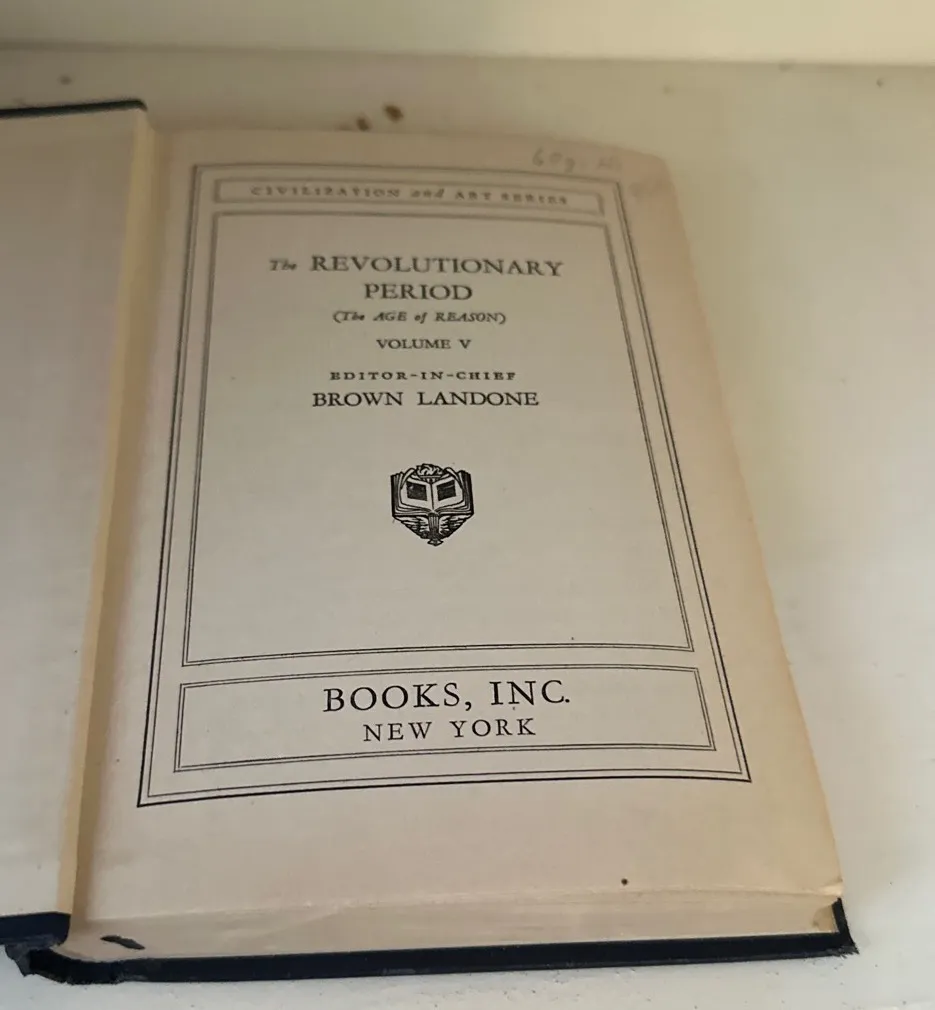 CIVILIZATION and ART SERIES
The REVOLUTIONARY
PERIOD
(The AGE of REASON)
VOLUME V
EDITOR-IN-CHIEF
BROWN LANDONE
BOOKS, INC.
NEW YORK